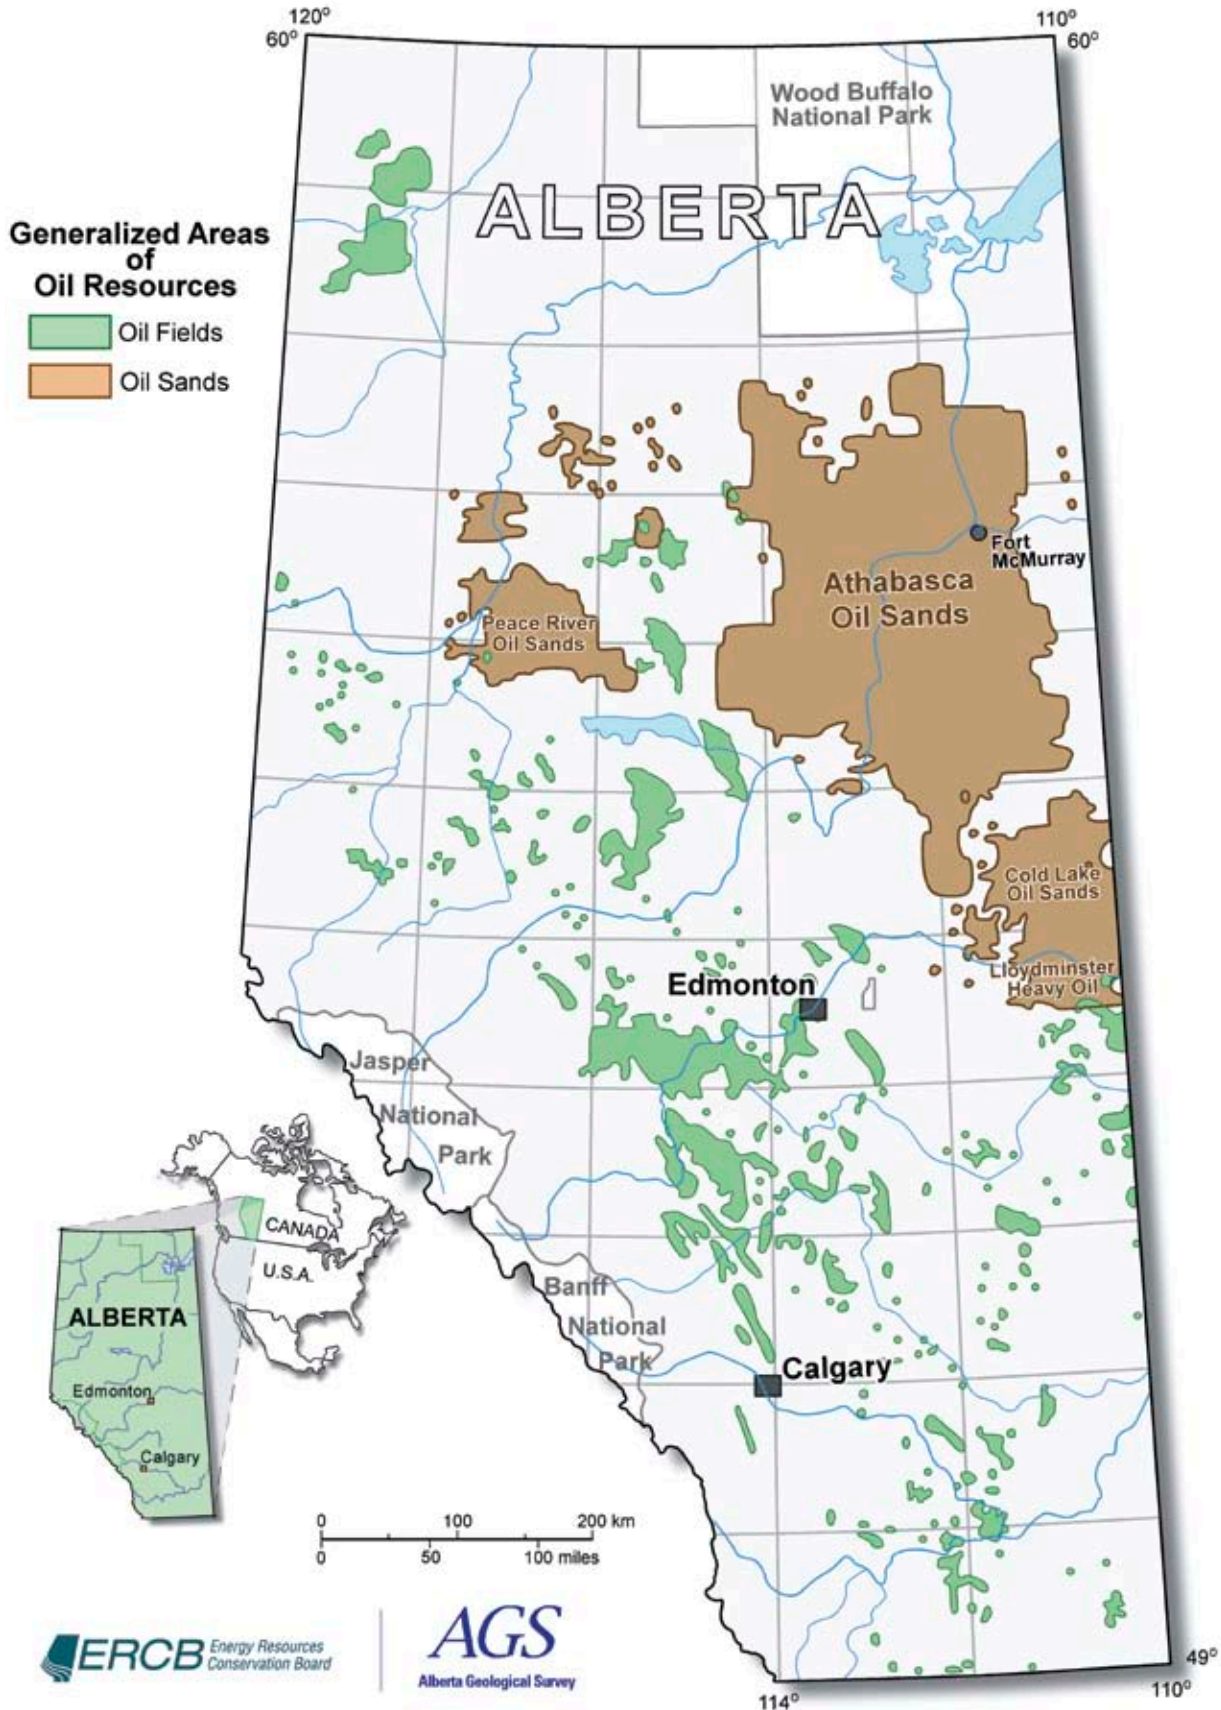 120°
60°
110°
60°
Wood Buffalo
National Park
ALBERTA
Generalized Areas
of
Oil Resources
Oil Fields
Oil Sands
Fort
McMurray
Athabasca
Oil Sands
Peace River
Oil Sands
Cold Lake
Oil Sands
Lloydminster
Heavy Oil
Edmonton
Jasper
National
Park
CANADA
U.S.A.
ALBERTA
Edmonton
Calgary
Banff
National
Park
Calgary
0 100 200 km
0 50 100 miles
ERCB Energy Resources
Conservation Board
AGS
Alberta Geological Survey
49°
114°
110°